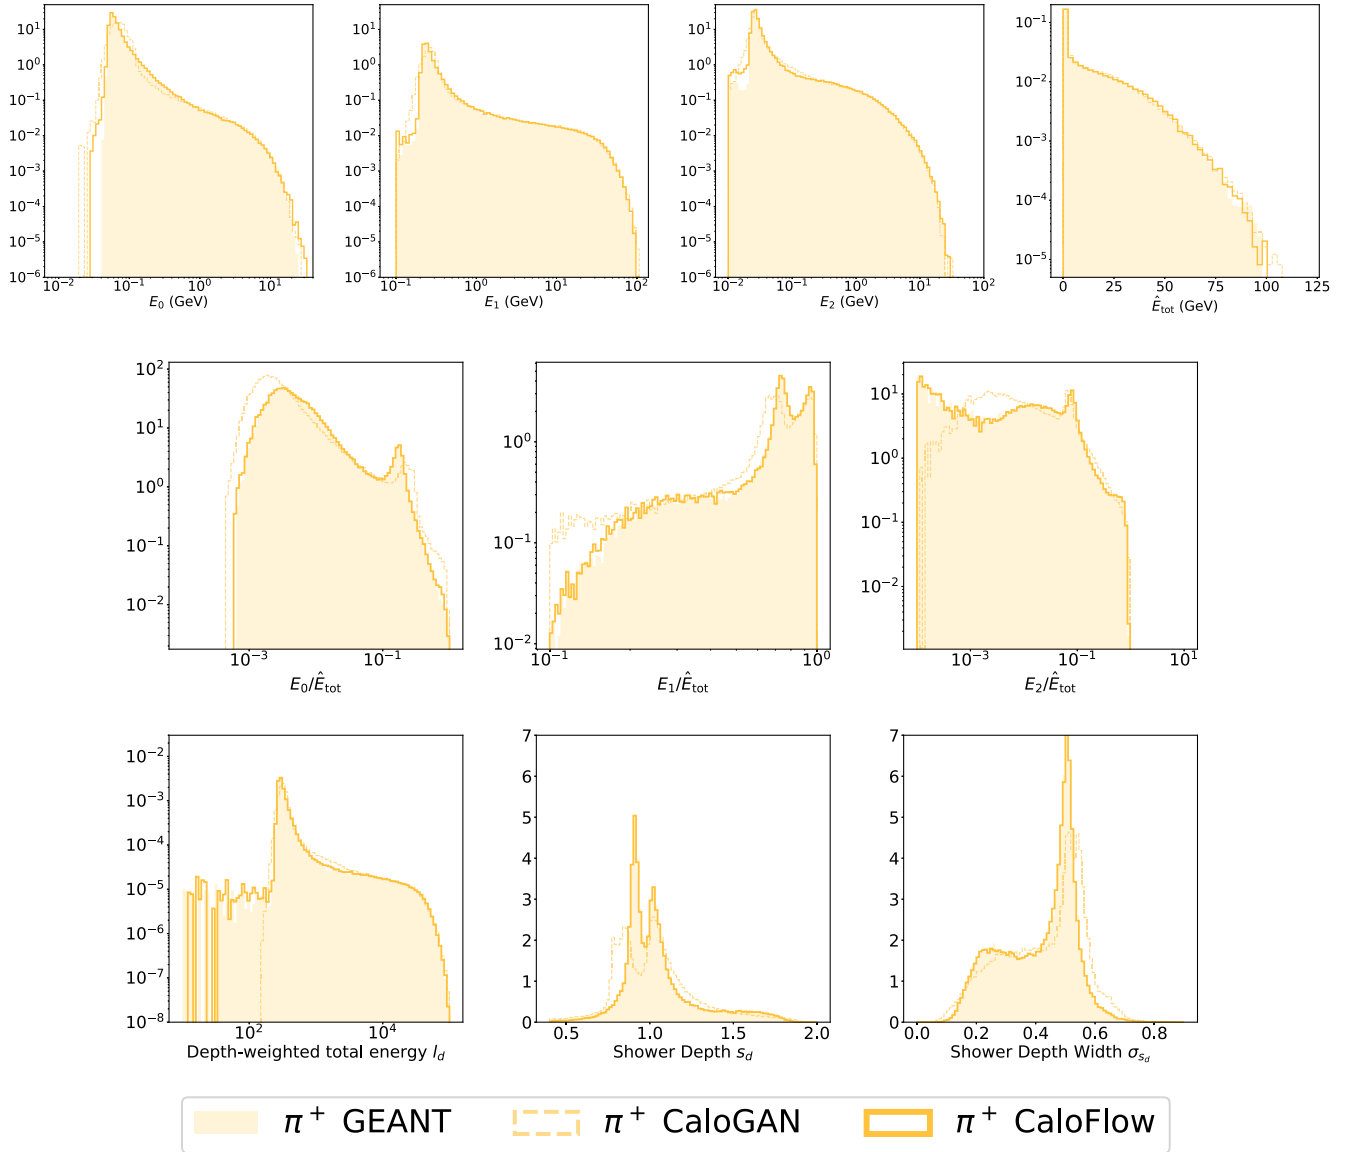 10¹ 10⁰ 10⁻¹ 10⁻² 10⁻³ 10⁻⁴ 10⁻⁵ 10⁻⁶
10⁻² 10⁻¹ 10⁰ 10¹
E₀ (GeV)
10¹ 10⁰ 10⁻¹ 10⁻² 10⁻³ 10⁻⁴ 10⁻⁵ 10⁻⁶
10⁻¹ 10⁰ 10¹ 10²
E₁ (GeV)
10¹ 10⁰ 10⁻¹ 10⁻² 10⁻³ 10⁻⁴ 10⁻⁵ 10⁻⁶
10⁻² 10⁻¹ 10⁰ 10¹ 10²
E₂ (GeV)
10⁻¹ 10⁻² 10⁻³ 10⁻⁴ 10⁻⁵
0 25 50 75 100 125
Ê_tot (GeV)
10² 10¹ 10⁰ 10⁻¹ 10⁻²
10⁻³ 10⁻¹
E₀/Ê_tot
10⁰ 10⁻¹ 10⁻²
10⁻¹ 10⁰
E₁/Ê_tot
10¹ 10⁰ 10⁻¹ 10⁻²
10⁻³ 10⁻¹ 10¹
E₂/Ê_tot
10⁻² 10⁻³ 10⁻⁴ 10⁻⁵ 10⁻⁶ 10⁻⁷ 10⁻⁸
10² 10⁴
Depth-weighted total energy l_d
7 6 5 4 3 2 1 0
0.5 1.0 1.5 2.0
Shower Depth s_d
7 6 5 4 3 2 1 0
0.0 0.2 0.4 0.6 0.8
Shower Depth Width σ_{s_d}
π⁺ GEANT π⁺ CaloGAN π⁺ CaloFlow